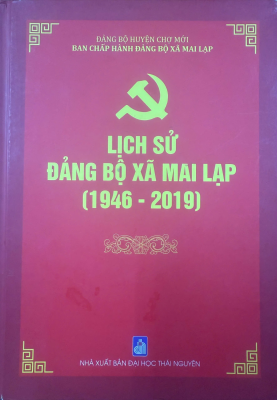 ĐẢNG BỘ HUYỆN CHỢ MỚI
BAN CHẤP HÀNH ĐẢNG BỘ XÃ MAI LẠP
LỊCH SỬ
ĐẢNG BỘ XÃ MAI LẠP
(1946 - 2019)
NHÀ XUẤT BẢN ĐẠI HỌC THÁI NGUYÊN